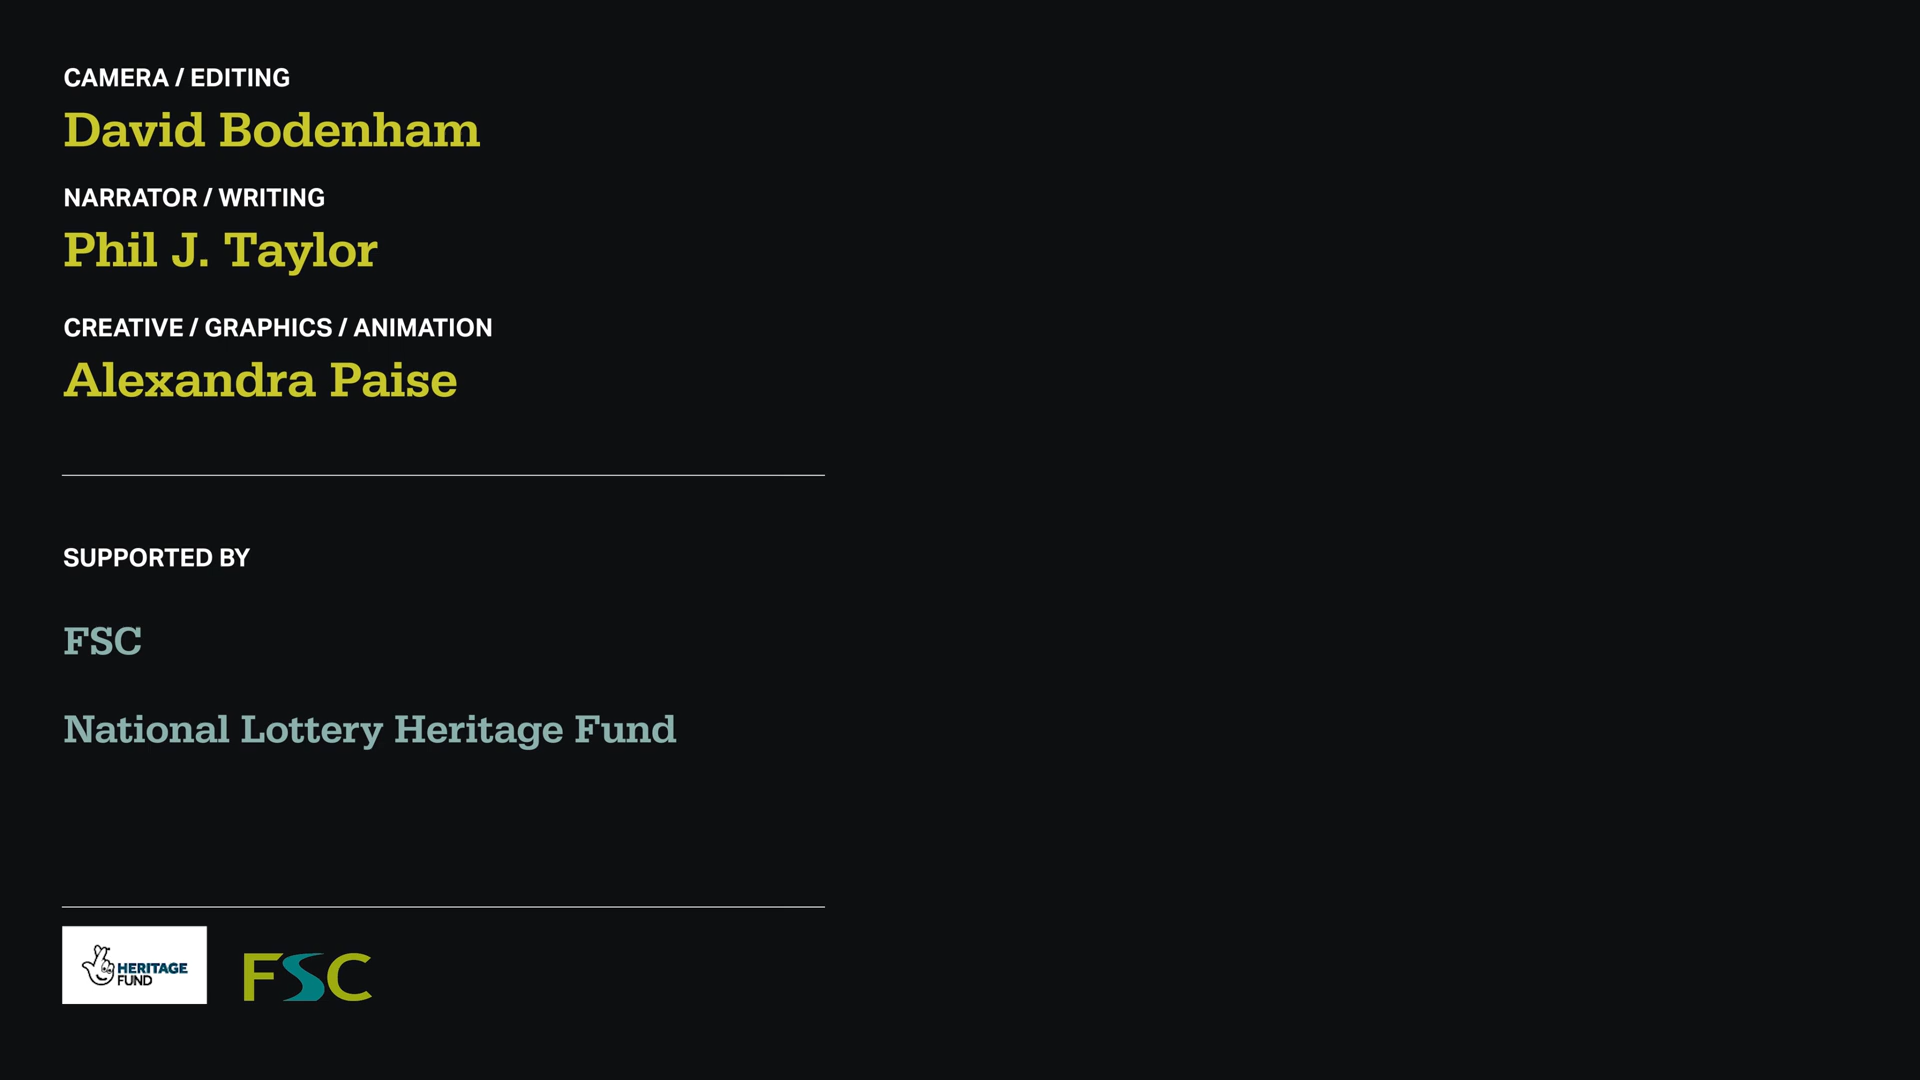 CAMERA / EDITING
David Bodenham
NARRATOR / WRITING
Phil J. Taylor
CREATIVE / GRAPHICS / ANIMATION
Alexandra Paise
SUPPORTED BY
FSC
National Lottery Heritage Fund
HERITAGE
FUND
FSC